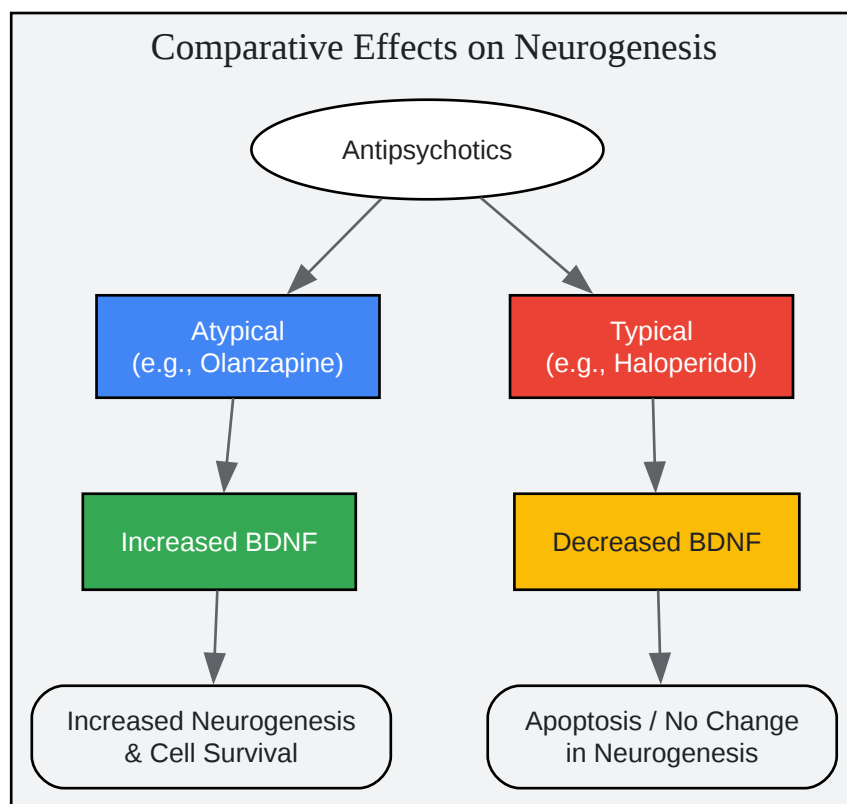 Comparative Effects on Neurogenesis
Antipsychotics
Atypical
(e.g., Olanzapine)
Typical
(e.g., Haloperidol)
Increased BDNF
Decreased BDNF
Increased Neurogenesis
& Cell Survival
Apoptosis / No Change
in Neurogenesis